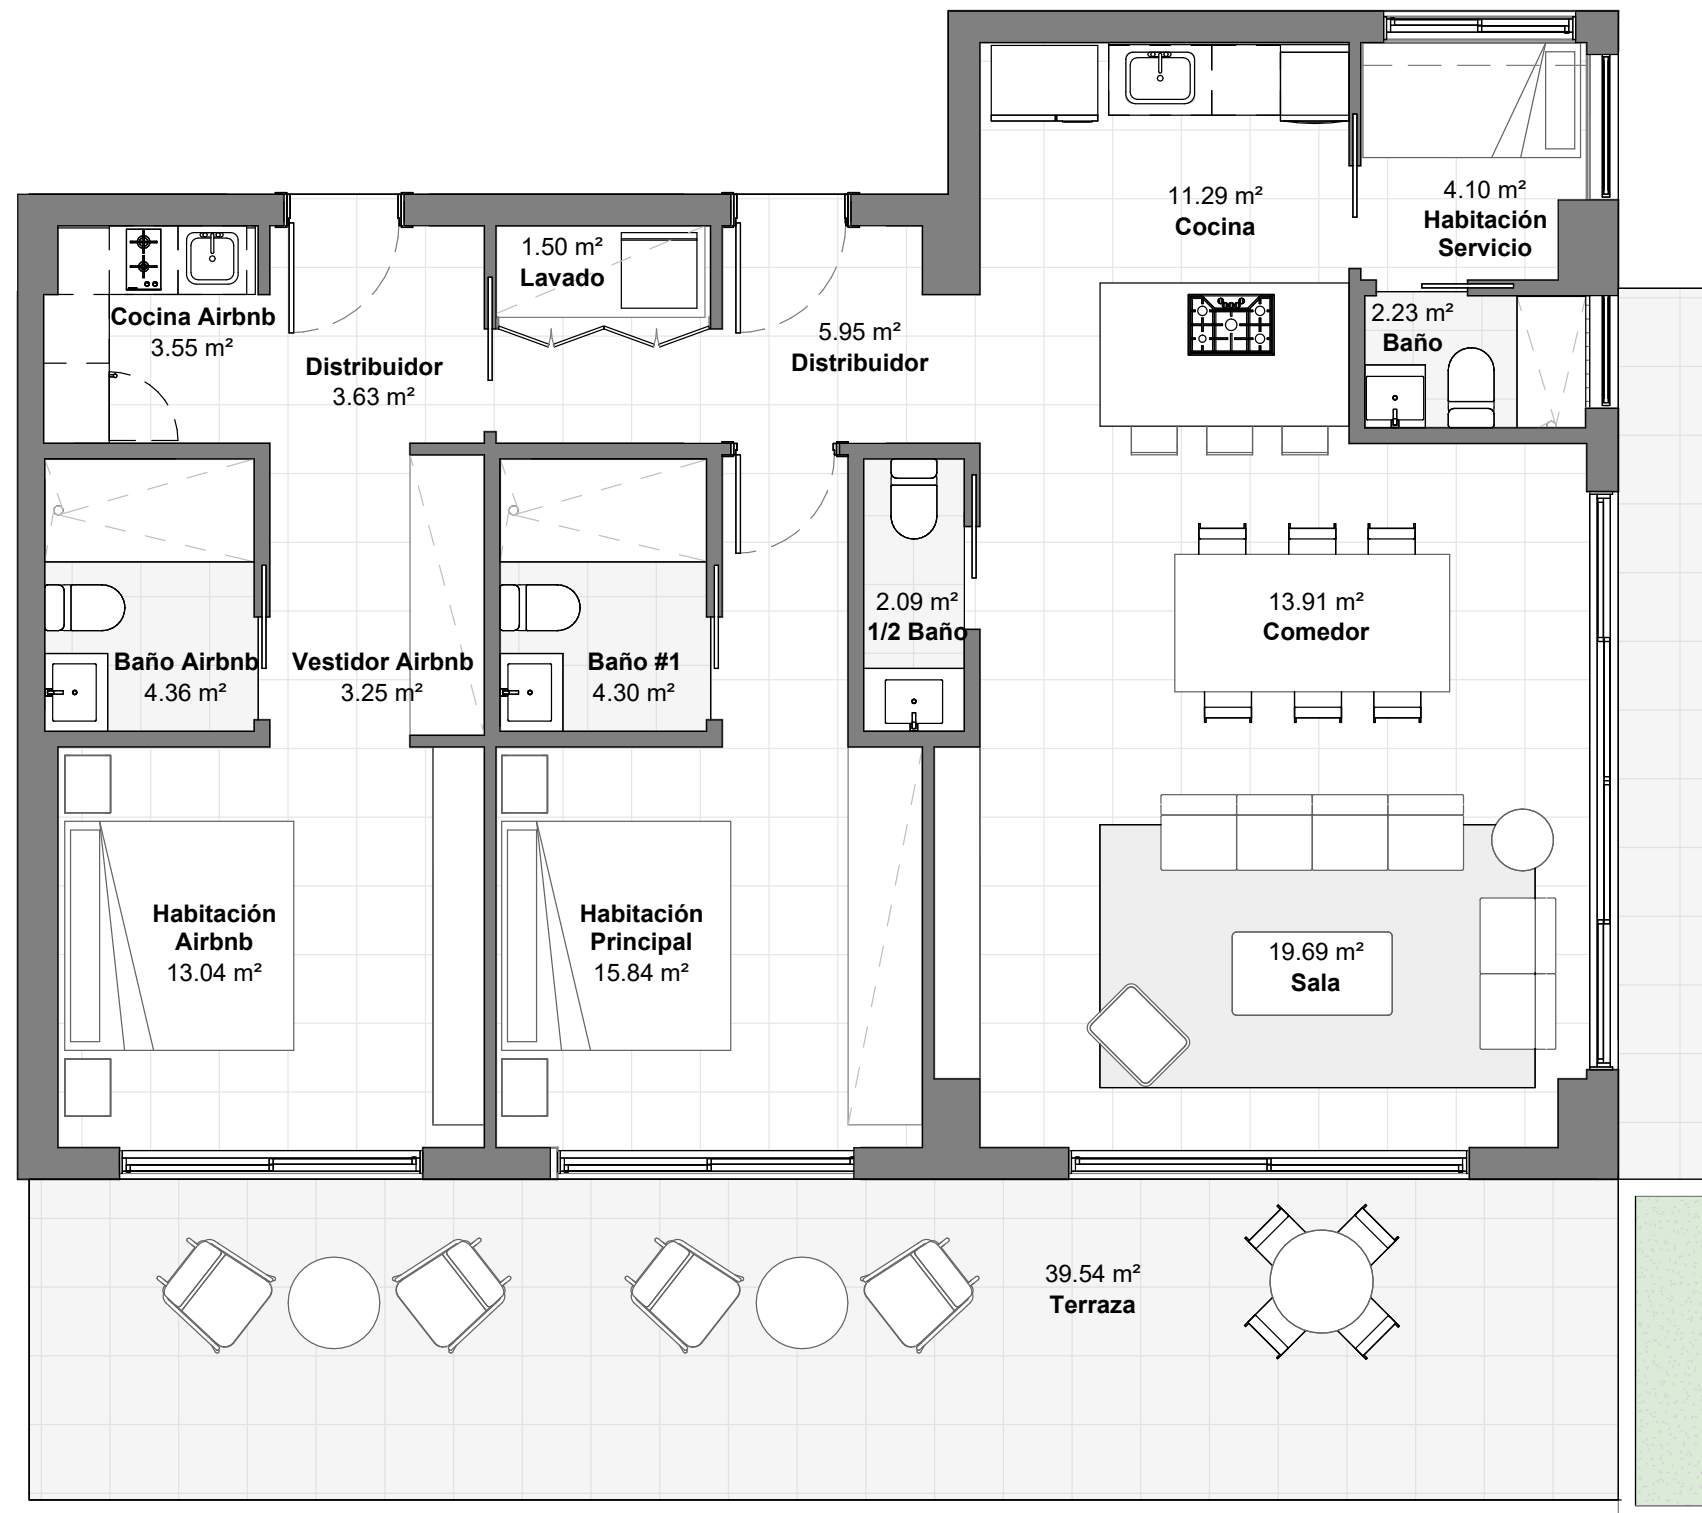 11.29 m²
Cocina
4.10 m²
Habitación
Servicio
1.50 m²
Lavado
Cocina Airbnb
3.55 m²
Distribuidor
3.63 m²
5.95 m²
Distribuidor
2.23 m²
Baño
Baño Airbnb
4.36 m²
Vestidor Airbnb
3.25 m²
Baño #1
4.30 m²
2.09 m²
1/2 Baño
13.91 m²
Comedor
Habitación
Airbnb
13.04 m²
Habitación
Principal
15.84 m²
19.69 m²
Sala
39.54 m²
Terraza